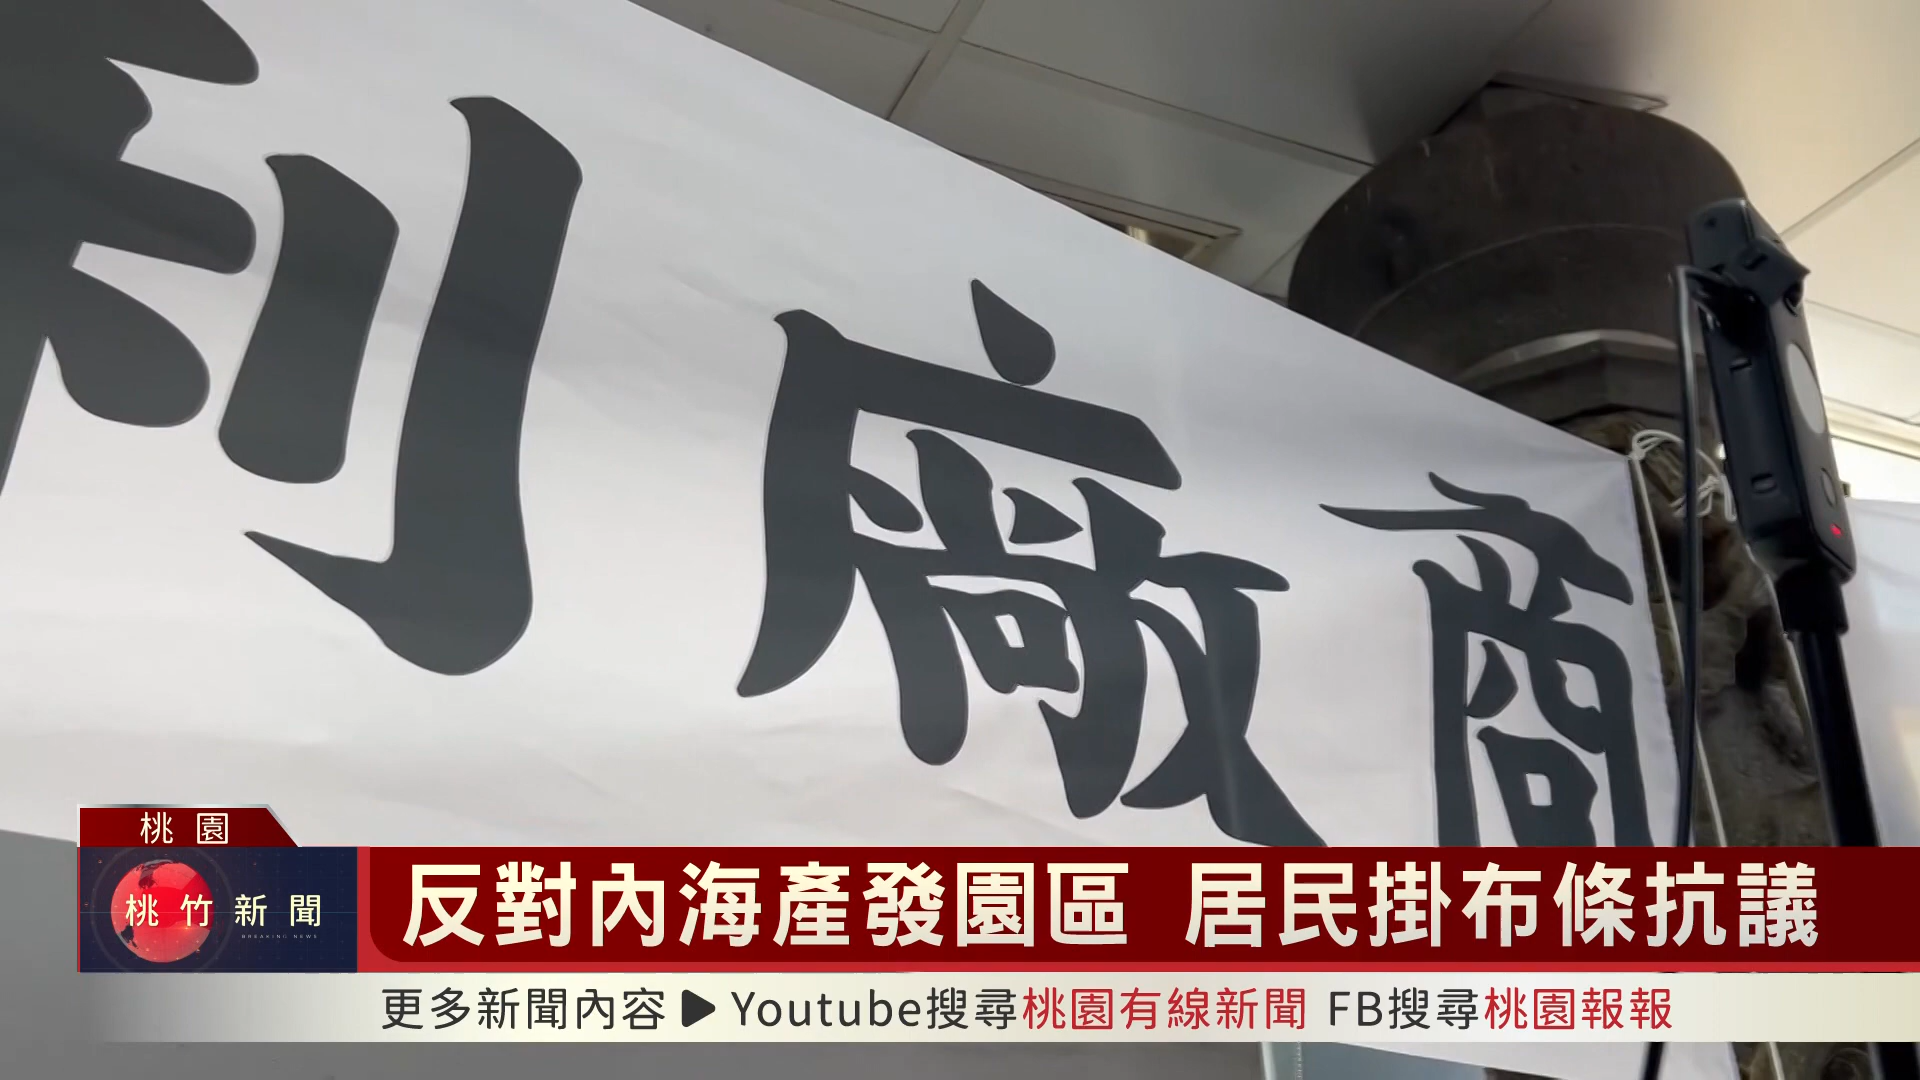 利廠商
桃園
桃竹新聞
BREAKING NEWS
反對內海產發園區 居民掛布條抗議
更多新聞內容▶Youtube搜尋桃園有線新聞 FB搜尋桃園報報